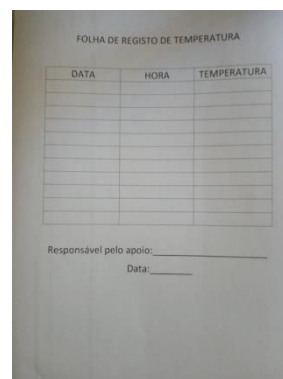 FOLHA DE REGISTO DE TEMPERATURA
DATA HORA TEMPERATURA
Responsável pelo apoio:
Data: